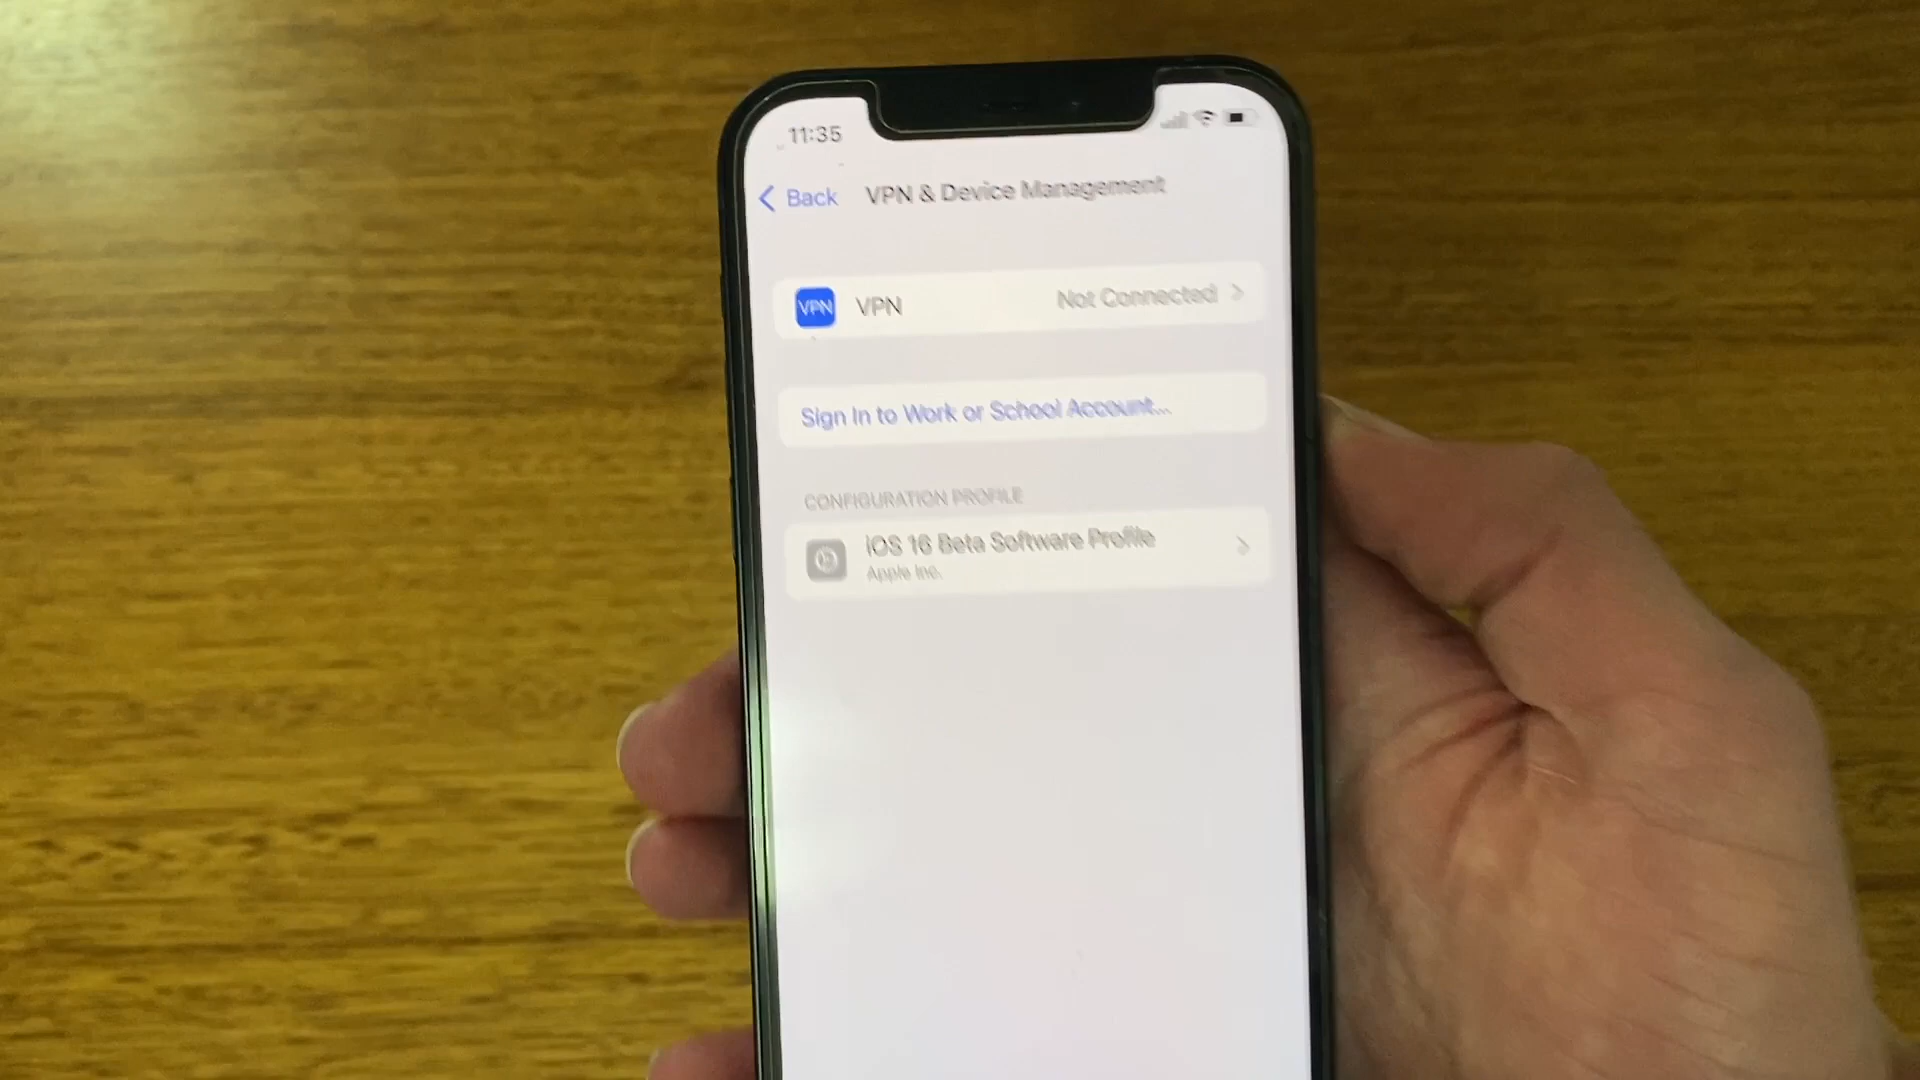 11:35
Back VPN & Device Management
VPN VPN Not Connected
Sign In to Work or School Account...
CONFIGURATION PROFILE
iOS 16 Beta Software Profile
Apple Inc.